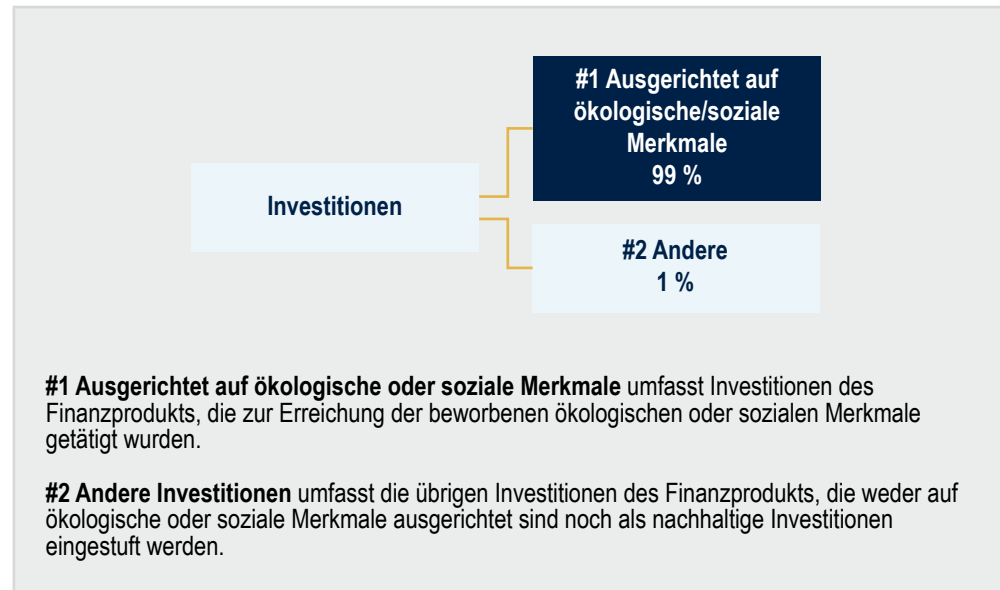 #1 Ausgerichtet auf
ökologische/soziale
Merkmale
99 %
Investitionen
#2 Andere
1 %
#1 Ausgerichtet auf ökologische oder soziale Merkmale umfasst Investitionen des
Finanzprodukts, die zur Erreichung der beworbenen ökologischen oder sozialen Merkmale
getätigt wurden.
#2 Andere Investitionen umfasst die übrigen Investitionen des Finanzprodukts, die weder auf
ökologische oder soziale Merkmale ausgerichtet sind noch als nachhaltige Investitionen
eingestuft werden.